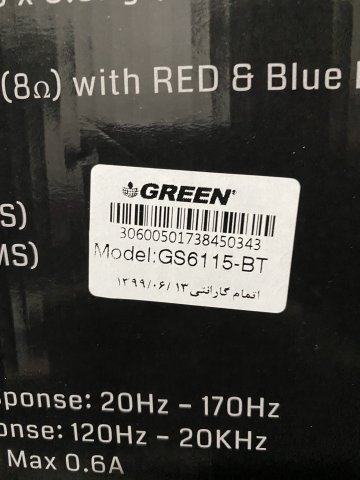 (8Ω) with RED & Blue
S)
MS)
GREEN®
30600501738450343
Model:GS6115-BT
اتمام گارانتی ۱۳۹۹/۰۶/۱۳
ponse: 20Hz – 170Hz
onse: 120Hz – 20KHz
Max 0.6A